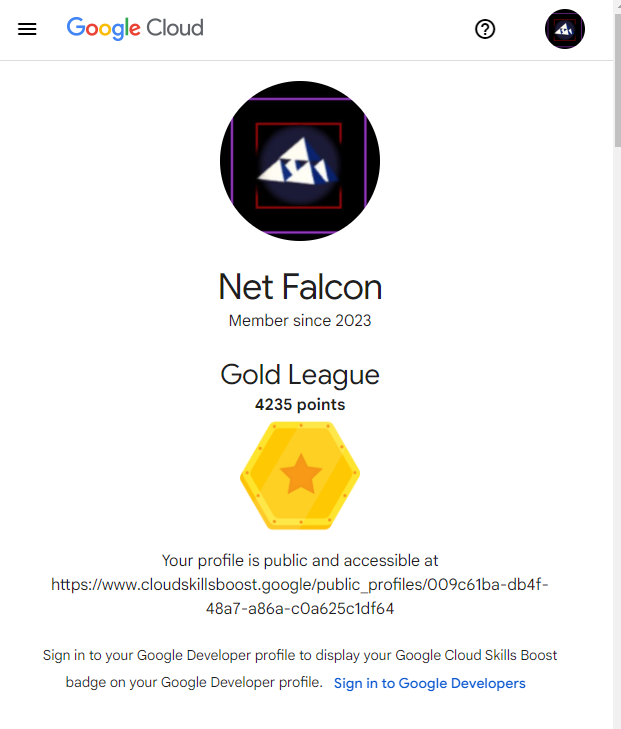 Google Cloud
Net Falcon
Member since 2023
Gold League
4235 points
Your profile is public and accessible at
https://www.cloudskillsboost.google/public_profiles/009c61ba-db4f-
48a7-a86a-c0a625c1df64
Sign in to your Google Developer profile to display your Google Cloud Skills Boost
badge on your Google Developer profile. Sign in to Google Developers